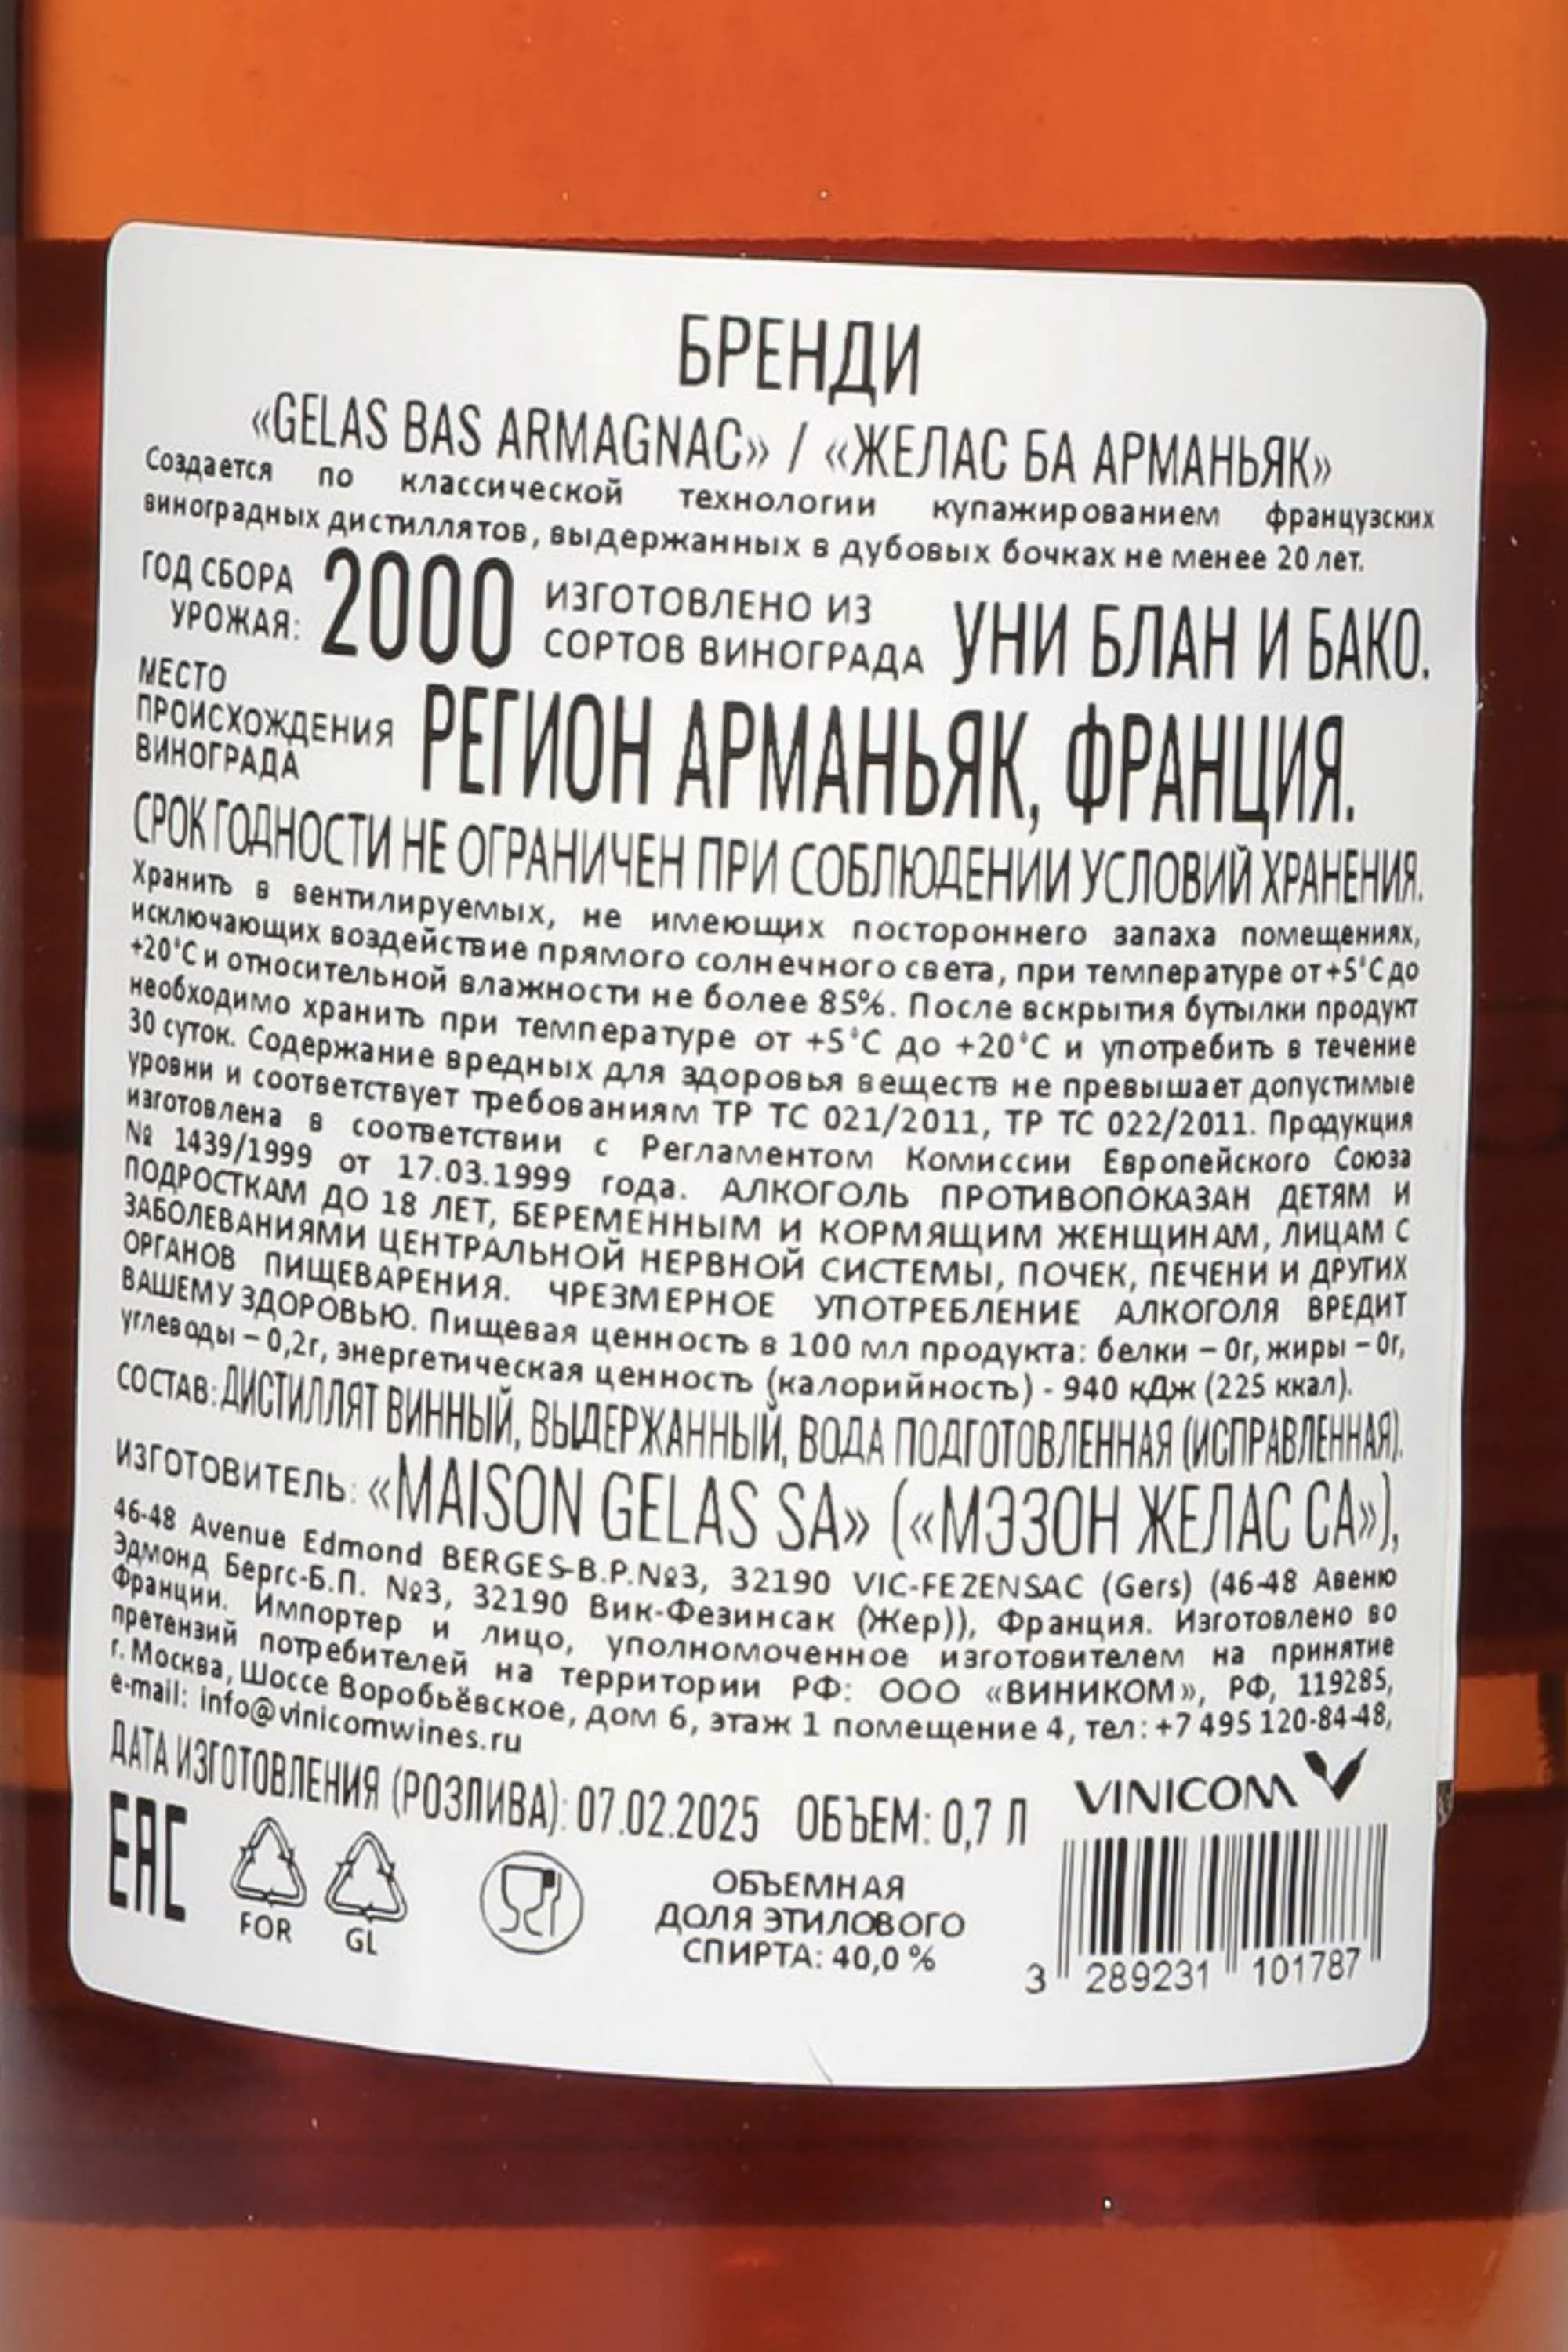 БРЕНДИ
«GELAS BAS ARMAGNAC» / «ЖЕЛАС БА АРМАНЬЯК»
Создается по классической технологии купажированием французских
виноградных дистиллятов, выдержанных в дубовых бочках не менее 20 лет.
ГОД СБОРА
УРОЖАЯ: 2000 ИЗГОТОВЛЕНО ИЗ
СОРТОВ ВИНОГРАДА УНИ БЛАН И БАКО.
МЕСТО
ПРОИСХОЖДЕНИЯ
ВИНОГРАДА РЕГИОН АРМАНЬЯК, ФРАНЦИЯ.
СРОК ГОДНОСТИ НЕ ОГРАНИЧЕН ПРИ СОБЛЮДЕНИИ УСЛОВИЙ ХРАНЕНИЯ.
Хранить в вентилируемых, не имеющих постороннего запаха помещениях,
исключающих воздействие прямого солнечного света, при температуре от +5°C до
+20°C и относительной влажности не более 85%. После вскрытия бутылки продукт
необходимо хранить при температуре от +5°C до +20°C и употребить в течение
30 суток. Содержание вредных для здоровья веществ не превышает допустимые
уровни и соответствует требованиям ТР ТС 021/2011, ТР ТС 022/2011. Продукция
изготовлена в соответствии с Регламентом Комиссии Европейского Союза
№ 1439/1999 от 17.03.1999 года. АЛКОГОЛЬ ПРОТИВОПОКАЗАН ДЕТЯМ И
ПОДРОСТКАМ ДО 18 ЛЕТ, БЕРЕМЕННЫМ И КОРМЯЩИМ ЖЕНЩИНАМ, ЛИЦАМ С
ЗАБОЛЕВАНИЯМИ ЦЕНТРАЛЬНОЙ НЕРВНОЙ СИСТЕМЫ, ПОЧЕК, ПЕЧЕНИ И ДРУГИХ
ОРГАНОВ ПИЩЕВАРЕНИЯ. ЧРЕЗМЕРНОЕ УПОТРЕБЛЕНИЕ АЛКОГОЛЯ ВРЕДИТ
ВАШЕМУ ЗДОРОВЬЮ. Пищевая ценность в 100 мл продукта: белки – 0г, жиры – 0г,
углеводы – 0,2г, энергетическая ценность (калорийность) - 940 кДж (225 ккал).
СОСТАВ: ДИСТИЛЛЯТ ВИННЫЙ, ВЫДЕРЖАННЫЙ, ВОДА ПОДГОТОВЛЕННАЯ (ИСПРАВЛЕННАЯ).
ИЗГОТОВИТЕЛЬ: «MAISON GELAS SA» («МЭЗОН ЖЕЛАС СА»),
46-48 Avenue Edmond BERGES-B.P.№3, 32190 VIC-FEZENSAC (Gers) (46-48 Авеню
Эдмонд Бергс-Б.П. №3, 32190 Вик-Фезинсак (Жер)), Франция. Изготовлено во
Франции. Импортер и лицо, уполномоченное изготовителем на принятие
претензий потребителей на территории РФ: ООО «ВИНИКОМ», РФ, 119285,
г. Москва, Шоссе Воробьёвское, дом 6, этаж 1 помещение 4, тел: +7 495 120-84-48,
e-mail: info@vinicomwines.ru
ДАТА ИЗГОТОВЛЕНИЯ (РОЗЛИВА): 07.02.2025 ОБЪЕМ: 0,7 Л
VINICOM
EAC
FOR
GL
ОБЪЕМНАЯ
ДОЛЯ ЭТИЛОВОГО
СПИРТА: 40,0 %
3 289231 101787